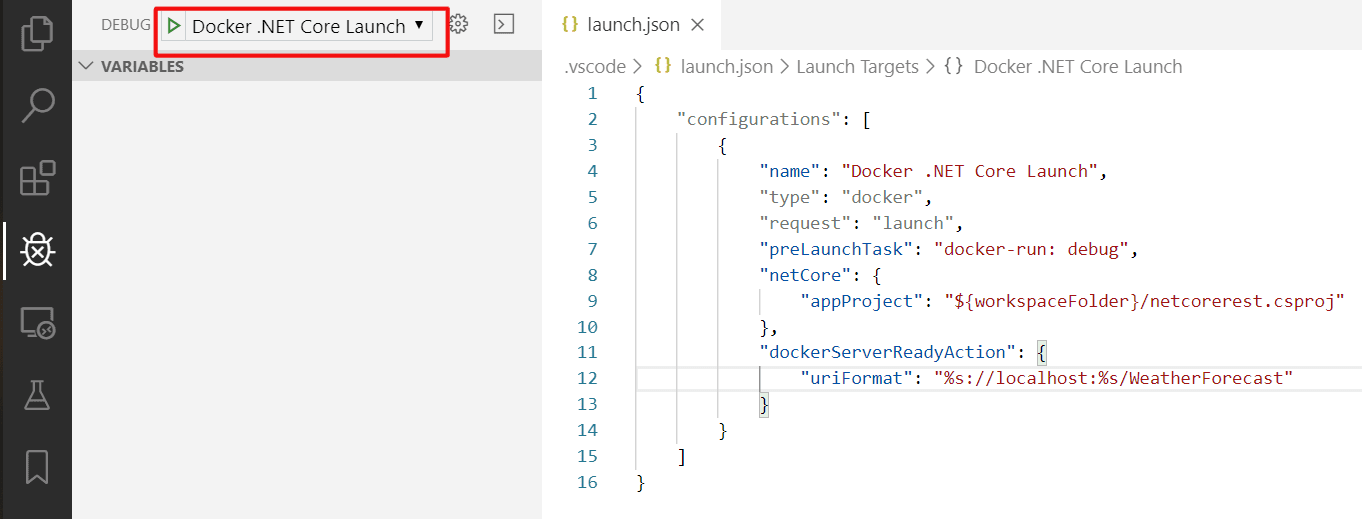 DEBUG Docker .NET Core Launch
VARIABLES
launch.json
.vscode > {} launch.json > Launch Targets > {} Docker .NET Core Launch
1 {
2 "configurations": [
3 {
4 "name": "Docker .NET Core Launch",
5 "type": "docker",
6 "request": "launch",
7 "preLaunchTask": "docker-run: debug",
8 "netCore": {
9 "appProject": "${workspaceFolder}/netcorerest.csproj"
10 },
11 "dockerServerReadyAction": {
12 "uriFormat": "%s://localhost:%s/WeatherForecast"
13 }
14 }
15 ]
16 }